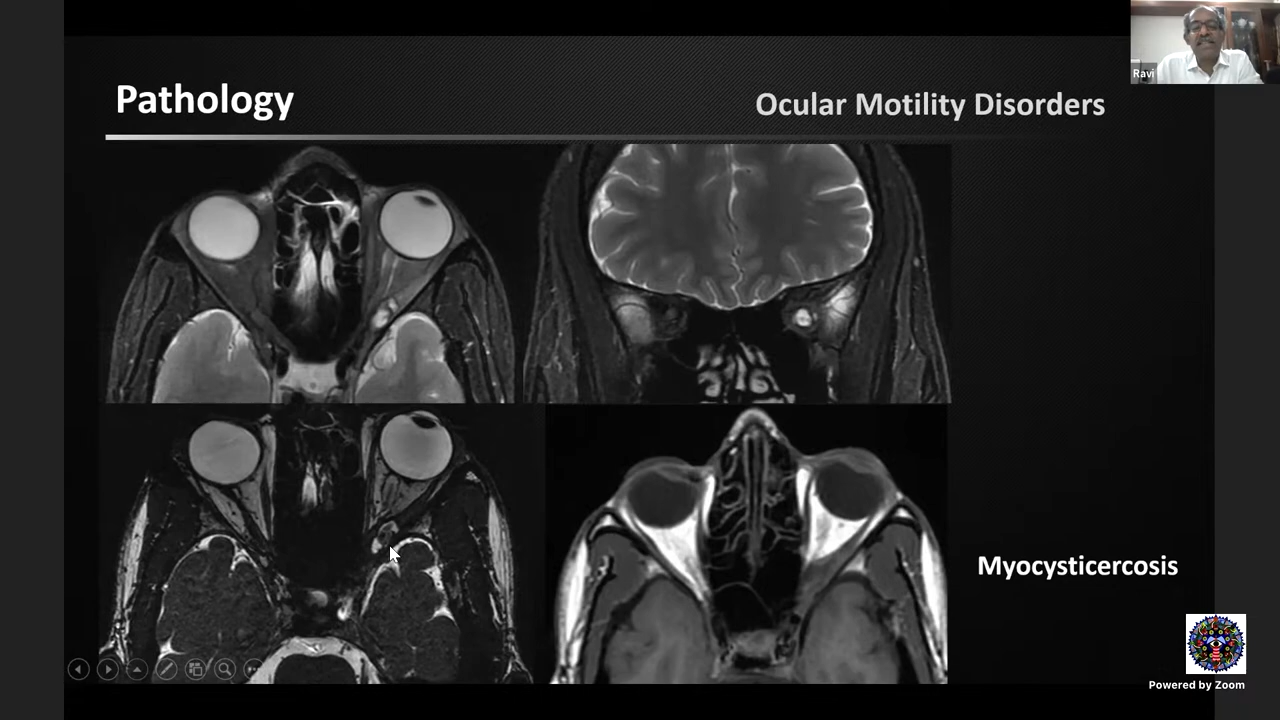 Ravi
Pathology
Ocular Motility Disorders
Myocysticercosis
Powered by Zoom